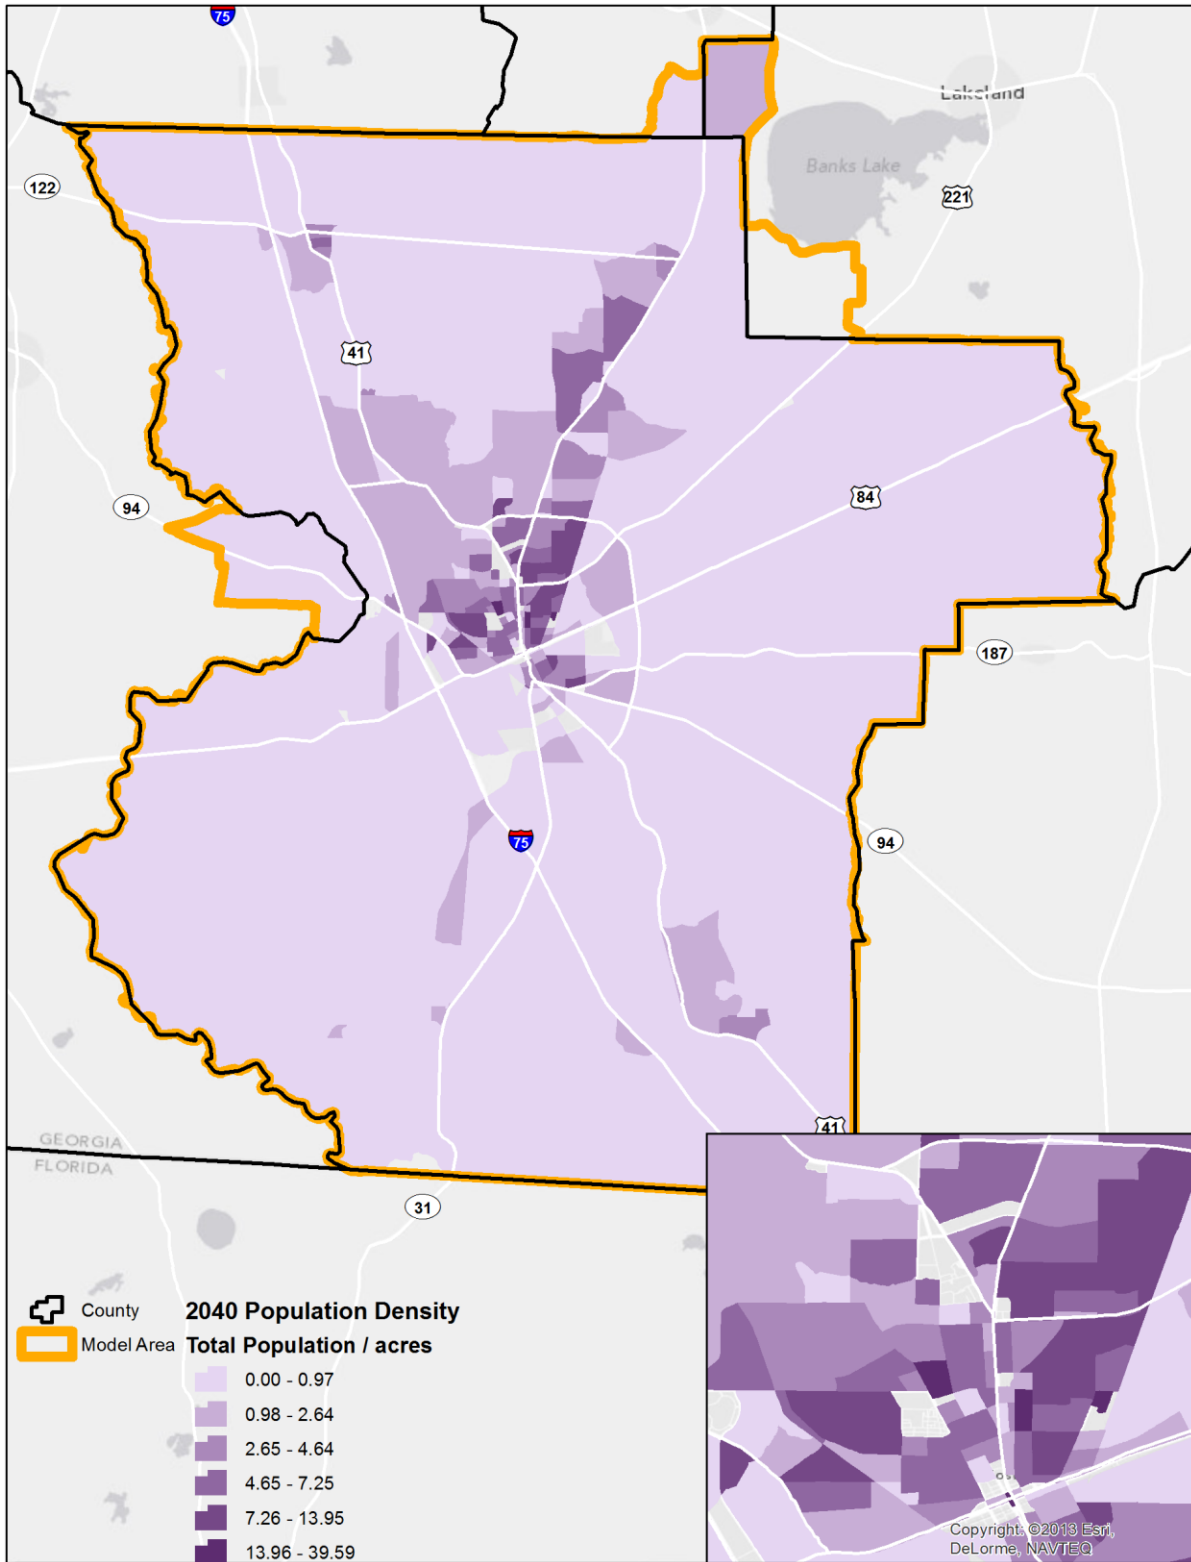 75
Lakeland
Banks Lake
122
221
41
94
84
187
75
94
41
GEORGIA
FLORIDA
31
County
2040 Population Density
Model Area
Total Population / acres
0.00 - 0.97
0.98 - 2.64
2.65 - 4.64
4.65 - 7.25
7.26 - 13.95
13.96 - 39.59
Copyright: ©2013 Esri,
DeLorme, NAVTEQ